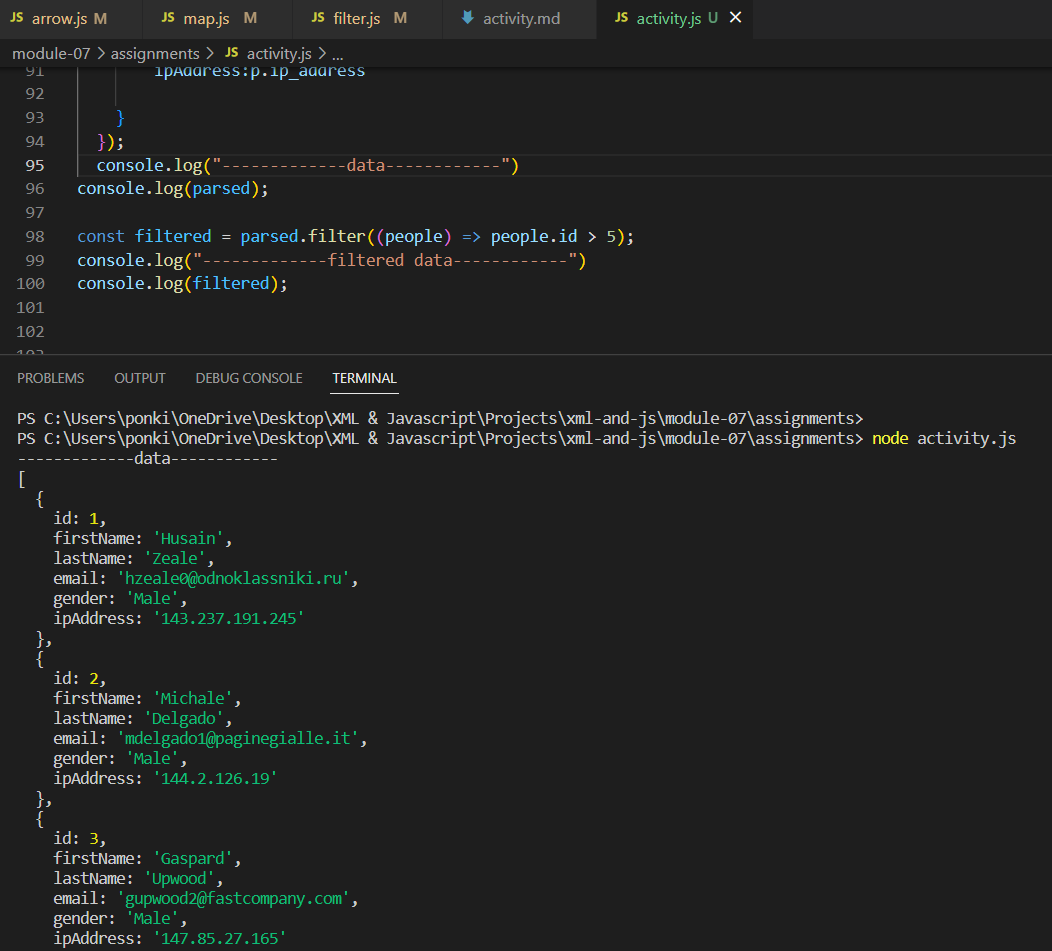 JS arrow.js M JS map.js M JS filter.js M activity.md JS activity.js U ×
module-07 > assignments > JS activity.js > ...
91 ipAddress:p.ip_address
92
93 }
94 });
95 console.log("-------------data------------")
96 console.log(parsed);
97
98 const filtered = parsed.filter((people) => people.id > 5);
99 console.log("-------------filtered data------------")
100 console.log(filtered);
101
102
103
PROBLEMS OUTPUT DEBUG CONSOLE TERMINAL
PS C:\Users\ponki\OneDrive\Desktop\XML & Javascript\Projects\xml-and-js\module-07\assignments>
PS C:\Users\ponki\OneDrive\Desktop\XML & Javascript\Projects\xml-and-js\module-07\assignments> node activity.js
-------------data------------
[
{
id: 1,
firstName: 'Husain',
lastName: 'Zeale',
email: 'hzeale0@odnoklassniki.ru',
gender: 'Male',
ipAddress: '143.237.191.245'
},
{
id: 2,
firstName: 'Michale',
lastName: 'Delgado',
email: 'mdelgado1@paginegialle.it',
gender: 'Male',
ipAddress: '144.2.126.19'
},
{
id: 3,
firstName: 'Gaspard',
lastName: 'Upwood',
email: 'gupwood2@fastcompany.com',
gender: 'Male',
ipAddress: '147.85.27.165'